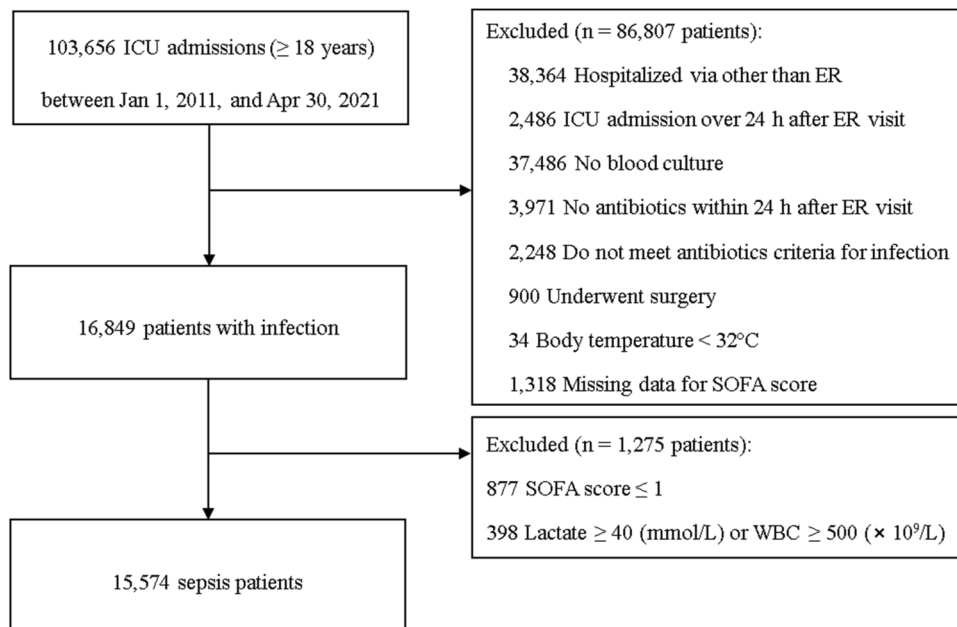 103,656 ICU admissions (≥ 18 years)
between Jan 1, 2011, and Apr 30, 2021
Excluded (n = 86,807 patients):
38,364 Hospitalized via other than ER
2,486 ICU admission over 24 h after ER visit
37,486 No blood culture
3,971 No antibiotics within 24 h after ER visit
2,248 Do not meet antibiotics criteria for infection
900 Underwent surgery
34 Body temperature < 32°C
1,318 Missing data for SOFA score
16,849 patients with infection
Excluded (n = 1,275 patients):
877 SOFA score ≤ 1
398 Lactate ≥ 40 (mmol/L) or WBC ≥ 500 (× 10⁹/L)
15,574 sepsis patients